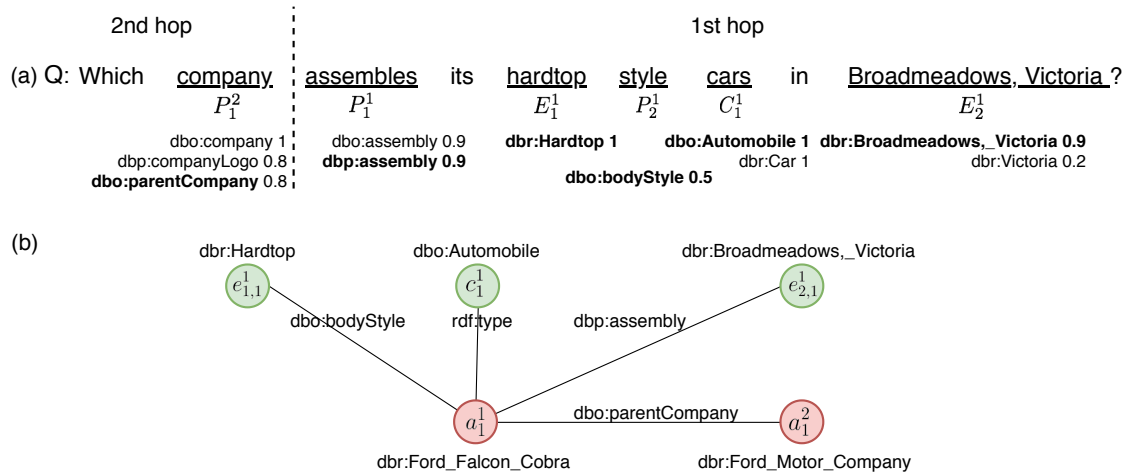 2nd hop 1st hop
(a) Q: Which company assembles its hardtop style cars in Broadmeadows, Victoria ?
P_1^2 P_1^1 E_1^1 P_2^1 C_1^1 E_2^1
dbo:company 1 dbo:assembly 0.9 dbr:Hardtop 1 dbo:Automobile 1 dbr:Broadmeadows,_Victoria 0.9
dbp:companyLogo 0.8 dbp:assembly 0.9 dbr:Car 1 dbr:Victoria 0.2
dbo:parentCompany 0.8 dbo:bodyStyle 0.5
(b)
dbr:Hardtop dbo:Automobile dbr:Broadmeadows,_Victoria
e_{1,1}^1 c_1^1 e_{2,1}^1
dbo:bodyStyle rdf:type dbp:assembly
a_1^1 dbo:parentCompany a_1^2
dbr:Ford_Falcon_Cobra dbr:Ford_Motor_Company